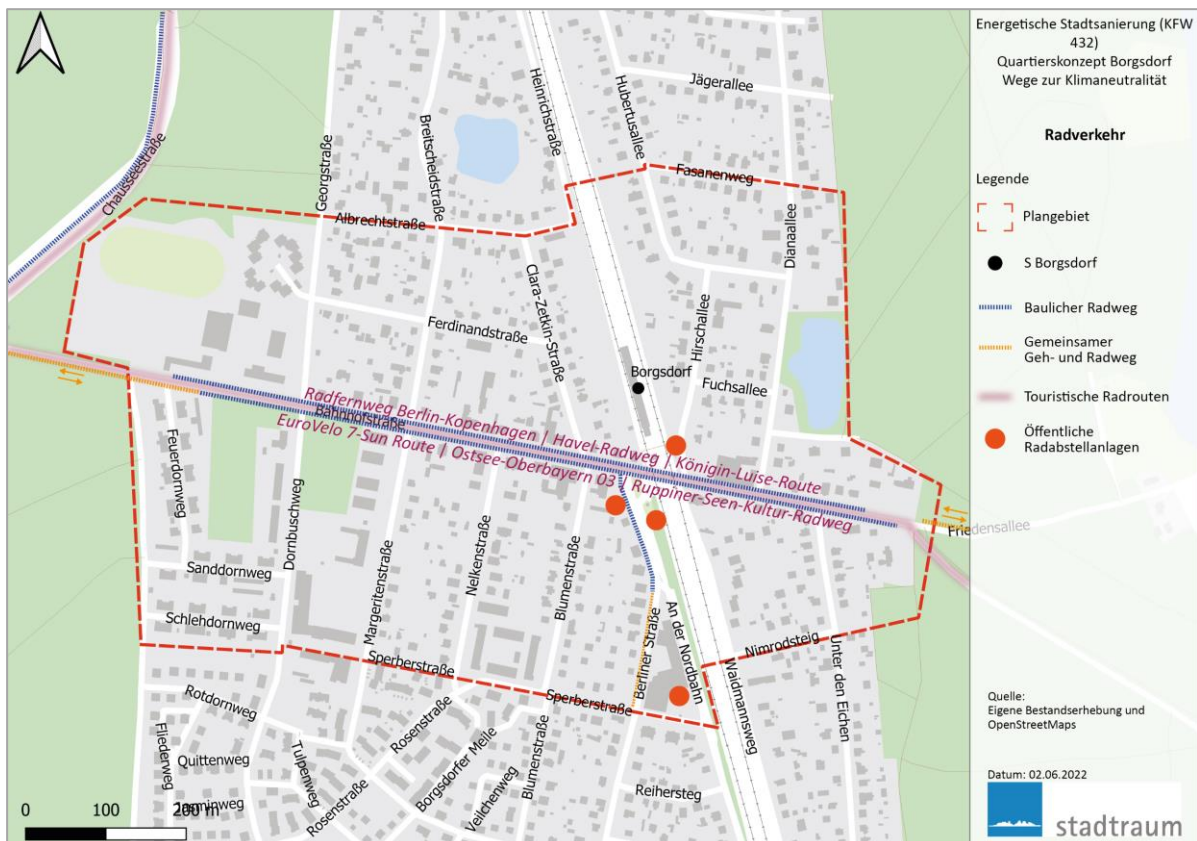 Energetische Stadtsanierung (KFW
432)
Quartierskonzept Borgsdorf
Wege zur Klimaneutralität
Radverkehr
Legende
Plangebiet
S Borgsdorf
Baulicher Radweg
Gemeinsamer
Geh- und Radweg
Touristische Radrouten
Öffentliche
Radabstellanlagen
Quelle:
Eigene Bestandserhebung und
OpenStreetMaps
Datum: 02.06.2022
stadtraum
Chausseestraße
Georgstraße
Breitscheidstraße
Heinrichstraße
Hubertusallee
Jägerallee
Fasanenweg
Albrechtstraße
Dianaallee
Clara-Zetkin-Straße
Ferdinandstraße
Hirschallee
Borgsdorf
Fuchsallee
Radfernweg Berlin-Kopenhagen | Havel-Radweg | Königin-Luise-Route
Bahnhofstraße
EuroVelo 7-Sun Route | Ostsee-Oberbayern 03 | Ruppiner-Seen-Kultur-Radweg
Friedensallee
Feuerdornweg
Dornbuschweg
Sanddornweg
Schlehdornweg
Margeritenstraße
Nelkenstraße
Blumenstraße
Berliner Straße
An der Nordbahn
Waidmannsweg
Nimrodsteig
Unter den Eichen
Sperberstraße
Sperberstraße
Rotdornweg
Fliederweg
Quittenweg
Jasminweg
Tulpenweg
Rosenstraße
Rosenstraße
Borgsdorfer Meile
Veilchenweg
Blumenstraße
Reihersteg
0 100 200 m